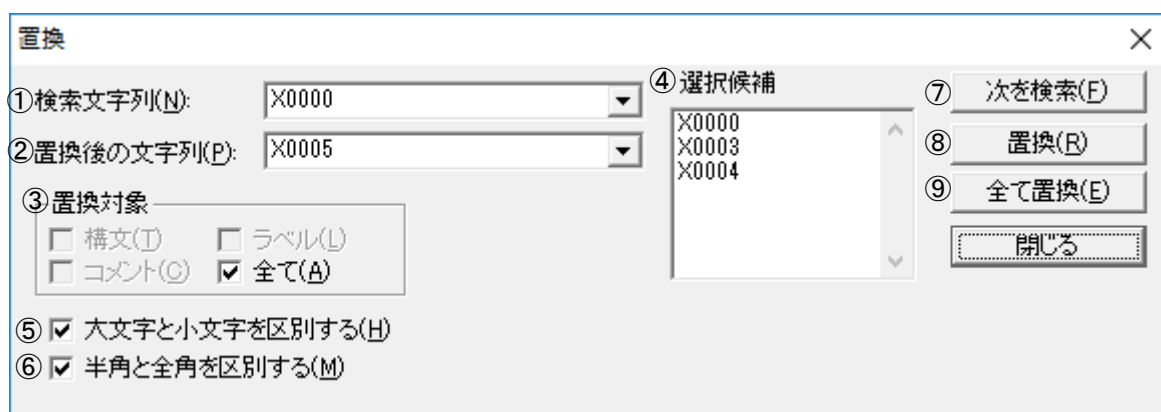 置換
①検索文字列(N): X0000
②置換後の文字列(P): X0005
③置換対象
構文(T) ラベル(L)
コメント(C) 全て(A)
⑤ 大文字と小文字を区別する(H)
⑥ 半角と全角を区別する(M)
④選択候補
X0000
X0003
X0004
⑦ 次を検索(F)
⑧ 置換(R)
⑨ 全て置換(E)
閉じる